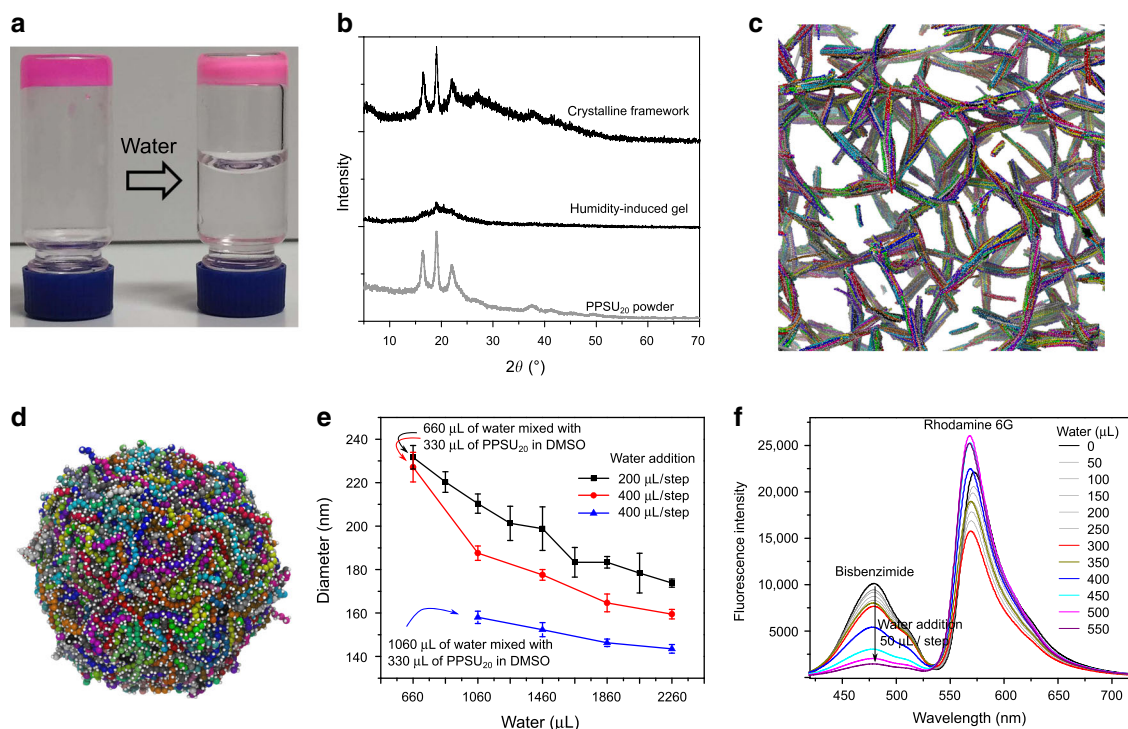 a
Water
b
Intensity
Crystalline framework
Humidity-induced gel
PPSU20 powder
10 20 30 40 50 60 70
2θ (°)
c
d
e
660 μL of water mixed with
330 μL of PPSU20 in DMSO
Water addition
200 μL/step
400 μL/step
400 μL/step
1060 μL of water mixed with
330 μL of PPSU20 in DMSO
Diameter (nm)
240
220
200
180
160
140
660 1060 1460 1860 2260
Water (μL)
f
Rhodamine 6G
Bisbenzimide
Water addition
50 μL / step
Water (μL)
0
50
100
150
200
250
300
350
400
450
500
550
Fluorescence intensity
25,000
20,000
15,000
10,000
5000
450 500 550 600 650 700
Wavelength (nm)